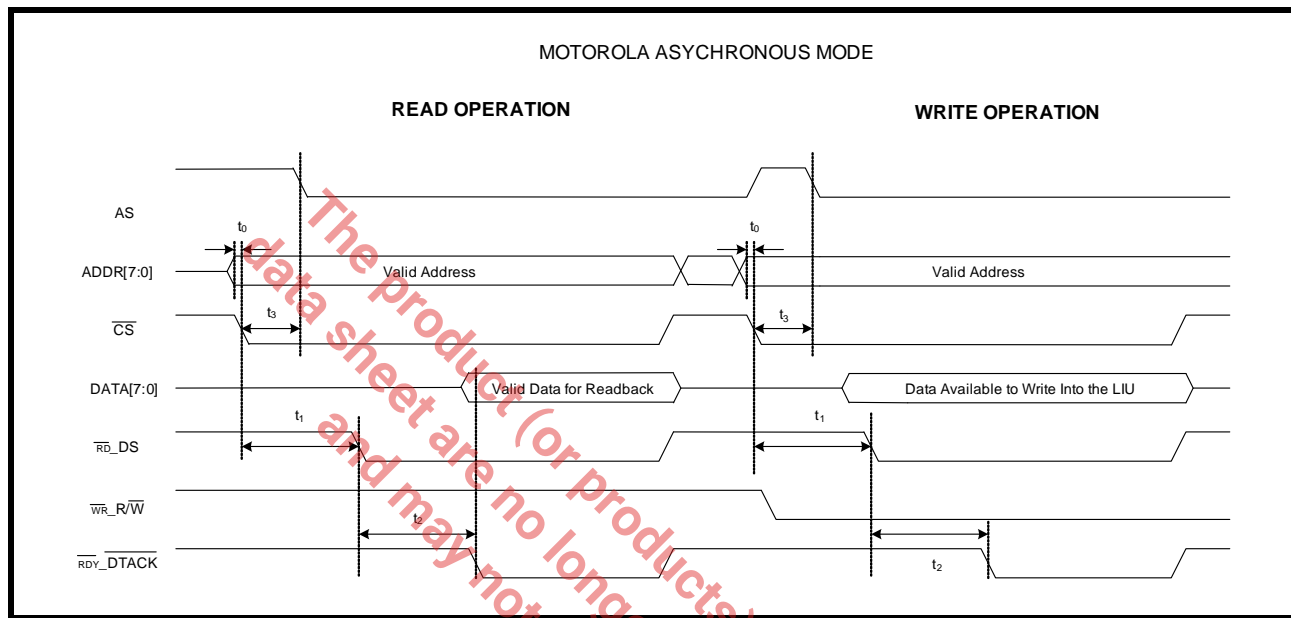 MOTOROLA ASYCHRONOUS MODE
READ OPERATION
WRITE OPERATION
AS
t0
t0
ADDR[7:0]
Valid Address
Valid Address
CS
t3
t3
DATA[7:0]
Valid Data for Readback
Data Available to Write Into the LIU
t1
t1
RD_DS
WR_R/W
t2
t2
RDY_DTACK
The product (or products)
data sheet are no long
and may not